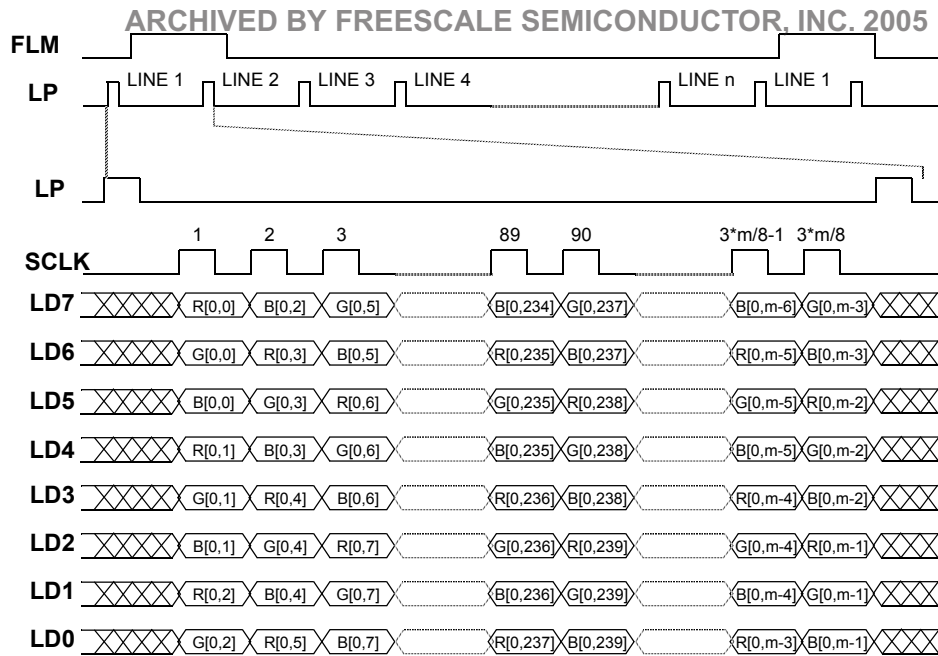 ARCHIVED BY FREESCALE SEMICONDUCTOR, INC. 2005
FLM
LP LINE 1 LINE 2 LINE 3 LINE 4 LINE n LINE 1
LP
1 2 3 89 90 3*m/8-1 3*m/8
SCLK
LD7 R[0,0] B[0,2] G[0,5] B[0,234] G[0,237] B[0,m-6] G[0,m-3]
LD6 G[0,0] R[0,3] B[0,5] R[0,235] B[0,237] R[0,m-5] B[0,m-3]
LD5 B[0,0] G[0,3] R[0,6] G[0,235] R[0,238] G[0,m-5] R[0,m-2]
LD4 R[0,1] B[0,3] G[0,6] B[0,235] G[0,238] B[0,m-5] G[0,m-2]
LD3 G[0,1] R[0,4] B[0,6] R[0,236] B[0,238] R[0,m-4] B[0,m-2]
LD2 B[0,1] G[0,4] R[0,7] G[0,236] R[0,239] G[0,m-4] R[0,m-1]
LD1 R[0,2] B[0,4] G[0,7] B[0,236] G[0,239] B[0,m-4] G[0,m-1]
LD0 G[0,2] R[0,5] B[0,7] R[0,237] B[0,239] R[0,m-3] B[0,m-1]